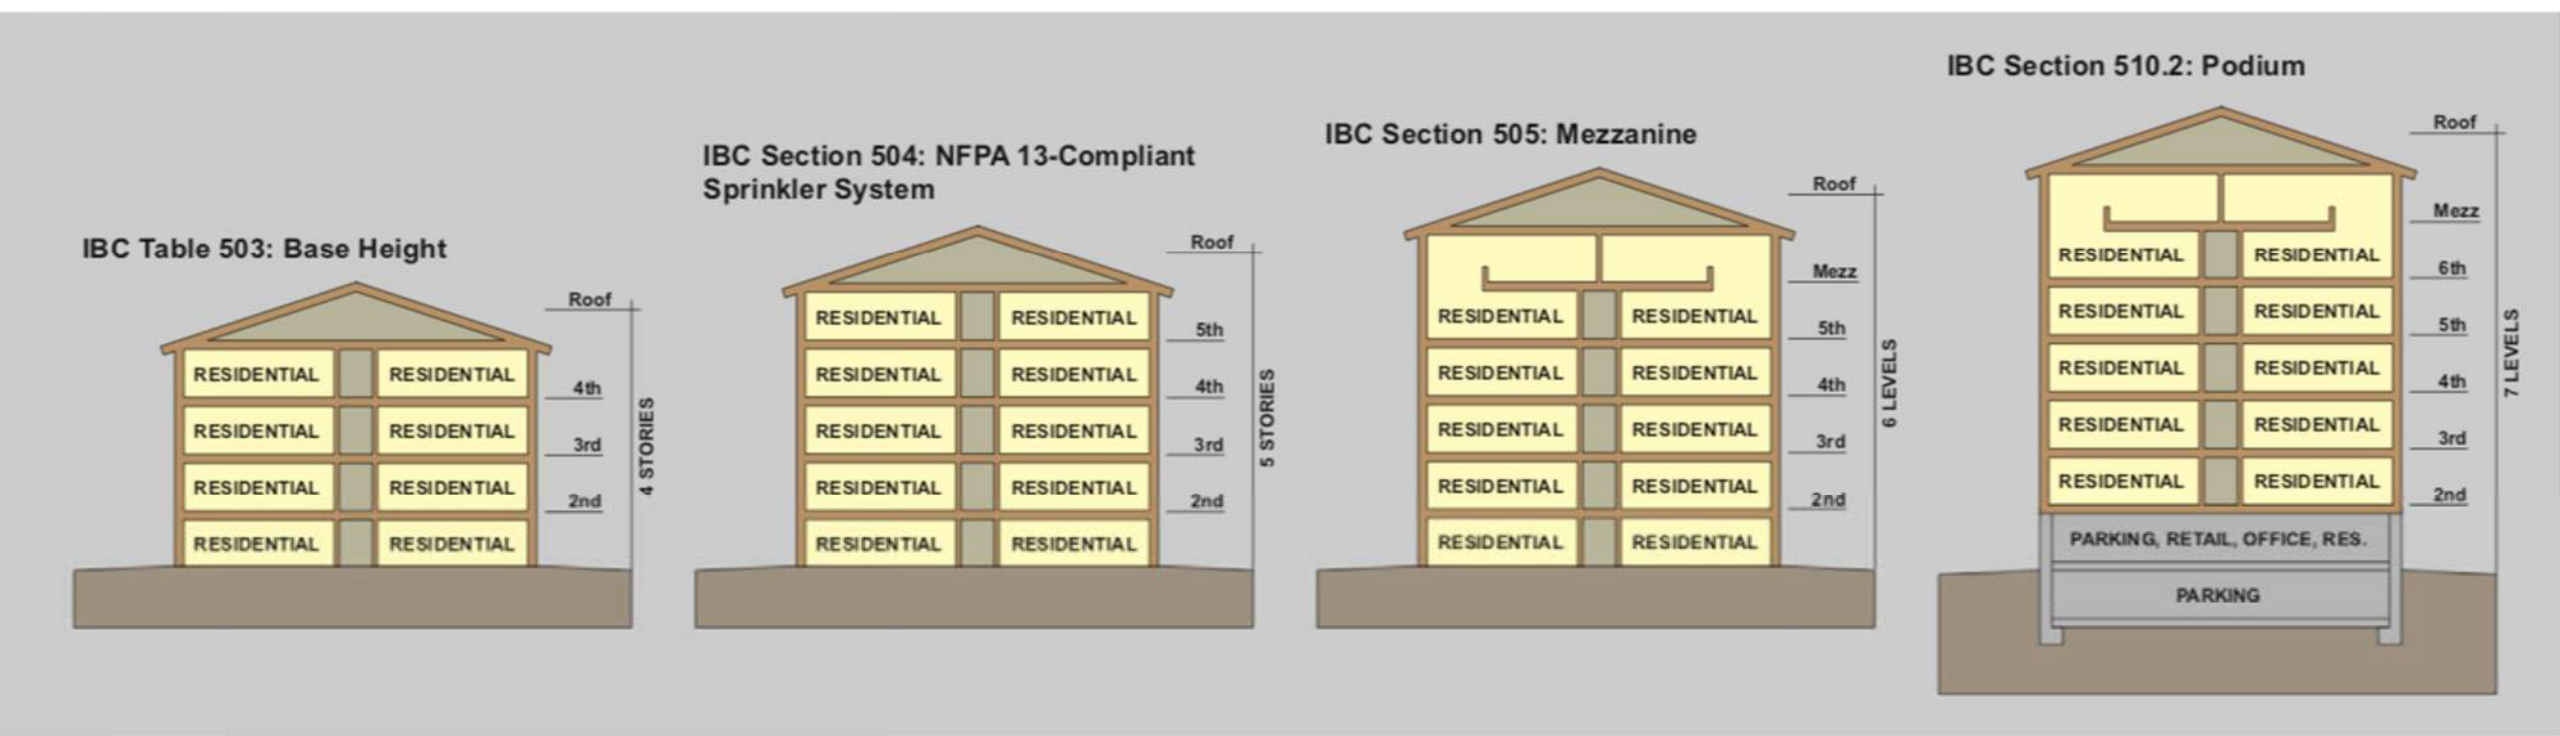 IBC Table 503: Base Height
Roof
4th
3rd
2nd
4 STORIES
RESIDENTIAL RESIDENTIAL
RESIDENTIAL RESIDENTIAL
RESIDENTIAL RESIDENTIAL
RESIDENTIAL RESIDENTIAL
IBC Section 504: NFPA 13-Compliant
Sprinkler System
Roof
5th
4th
3rd
2nd
5 STORIES
RESIDENTIAL RESIDENTIAL
RESIDENTIAL RESIDENTIAL
RESIDENTIAL RESIDENTIAL
RESIDENTIAL RESIDENTIAL
RESIDENTIAL RESIDENTIAL
IBC Section 505: Mezzanine
Roof
Mezz
5th
4th
3rd
2nd
6 LEVELS
RESIDENTIAL RESIDENTIAL
RESIDENTIAL RESIDENTIAL
RESIDENTIAL RESIDENTIAL
RESIDENTIAL RESIDENTIAL
RESIDENTIAL RESIDENTIAL
IBC Section 510.2: Podium
Roof
Mezz
6th
5th
4th
3rd
2nd
7 LEVELS
RESIDENTIAL RESIDENTIAL
RESIDENTIAL RESIDENTIAL
RESIDENTIAL RESIDENTIAL
RESIDENTIAL RESIDENTIAL
RESIDENTIAL RESIDENTIAL
PARKING, RETAIL, OFFICE, RES.
PARKING